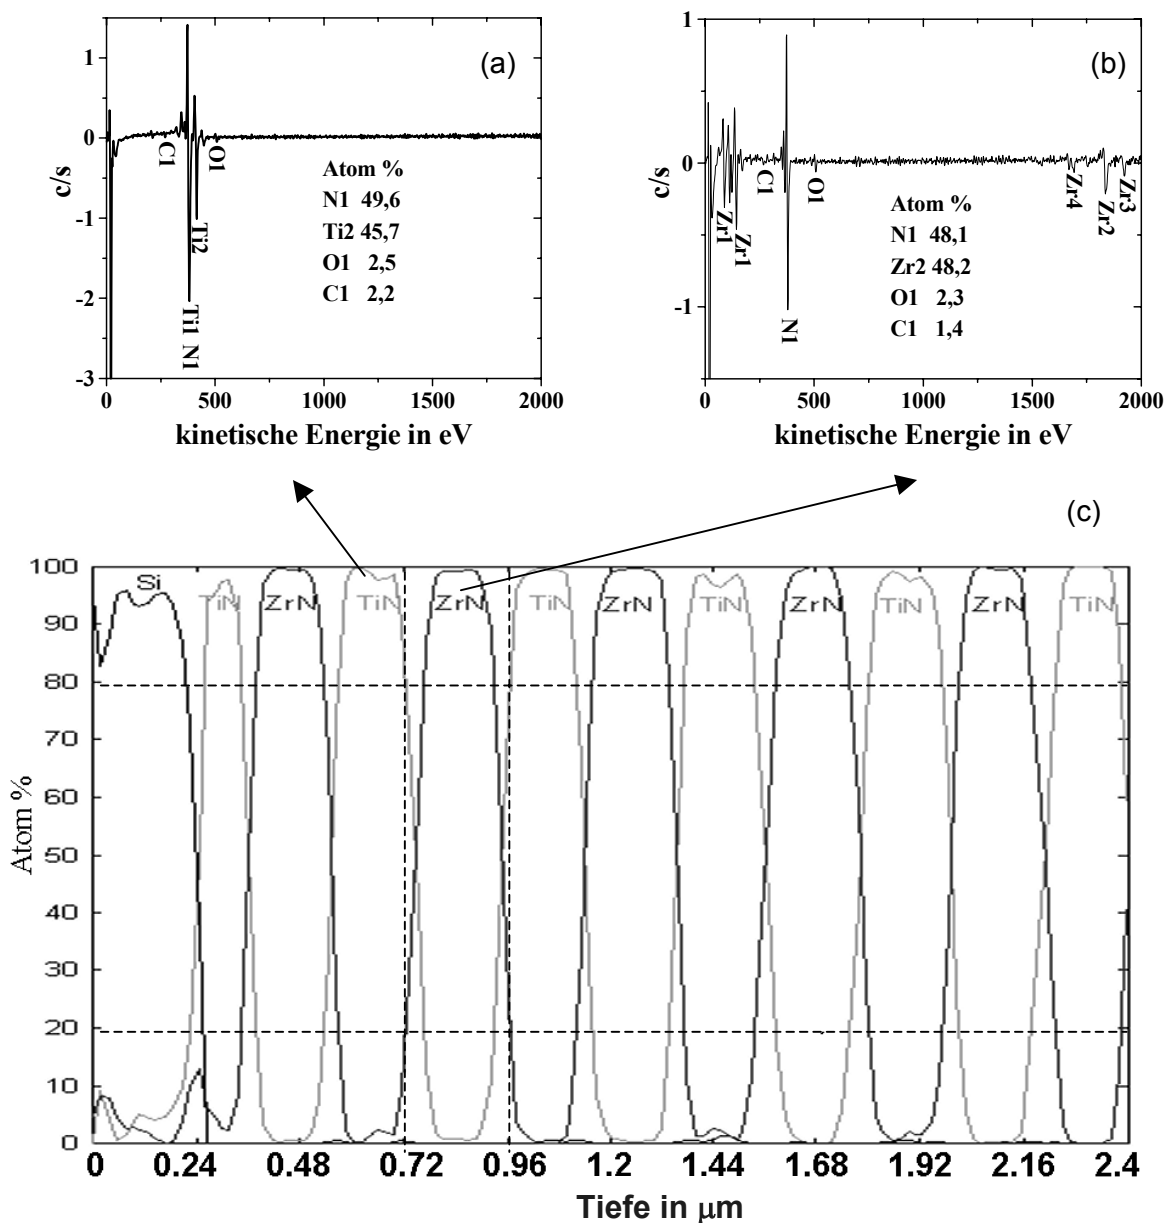 (a)
1
0
-1
-2
-3
c/s
C1
O1
Ti2
Ti1 N1
Atom %
N1 49,6
Ti2 45,7
O1 2,5
C1 2,2
0 500 1000 1500 2000
kinetische Energie in eV
(b)
1
0
-1
c/s
Zr1
Zr1
C1
N1
O1
Zr4
Zr2
Zr3
Atom %
N1 48,1
Zr2 48,2
O1 2,3
C1 1,4
0 500 1000 1500 2000
kinetische Energie in eV
(c)
100
90
80
70
60
50
40
30
20
10
0
Atom %
Si TiN ZrN TiN ZrN TiN ZrN TiN ZrN TiN ZrN TiN
0 0.24 0.48 0.72 0.96 1.2 1.44 1.68 1.92 2.16 2.4
Tiefe in μm